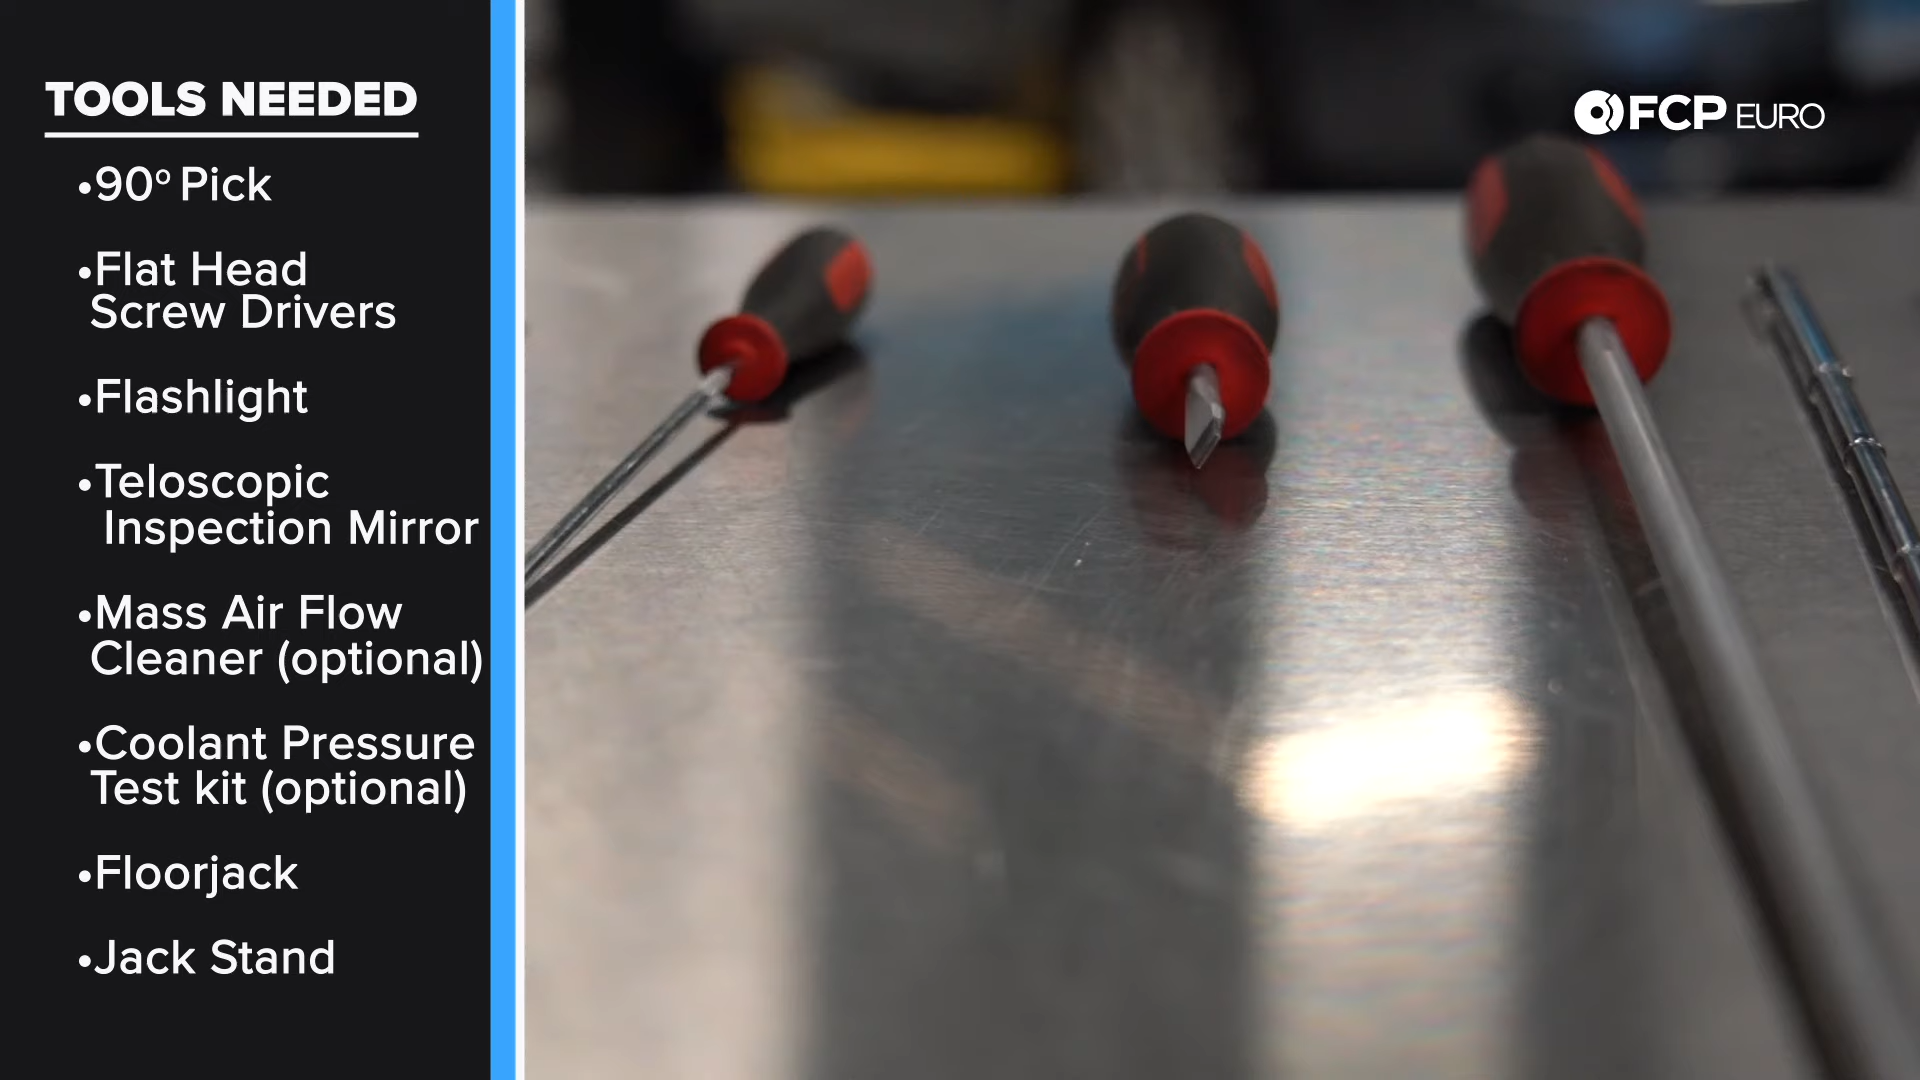 TOOLS NEEDED
•90º Pick
•Flat Head
Screw Drivers
•Flashlight
•Teloscopic
Inspection Mirror
•Mass Air Flow
Cleaner (optional)
•Coolant Pressure
Test kit (optional)
•Floorjack
•Jack Stand
FCP EURO